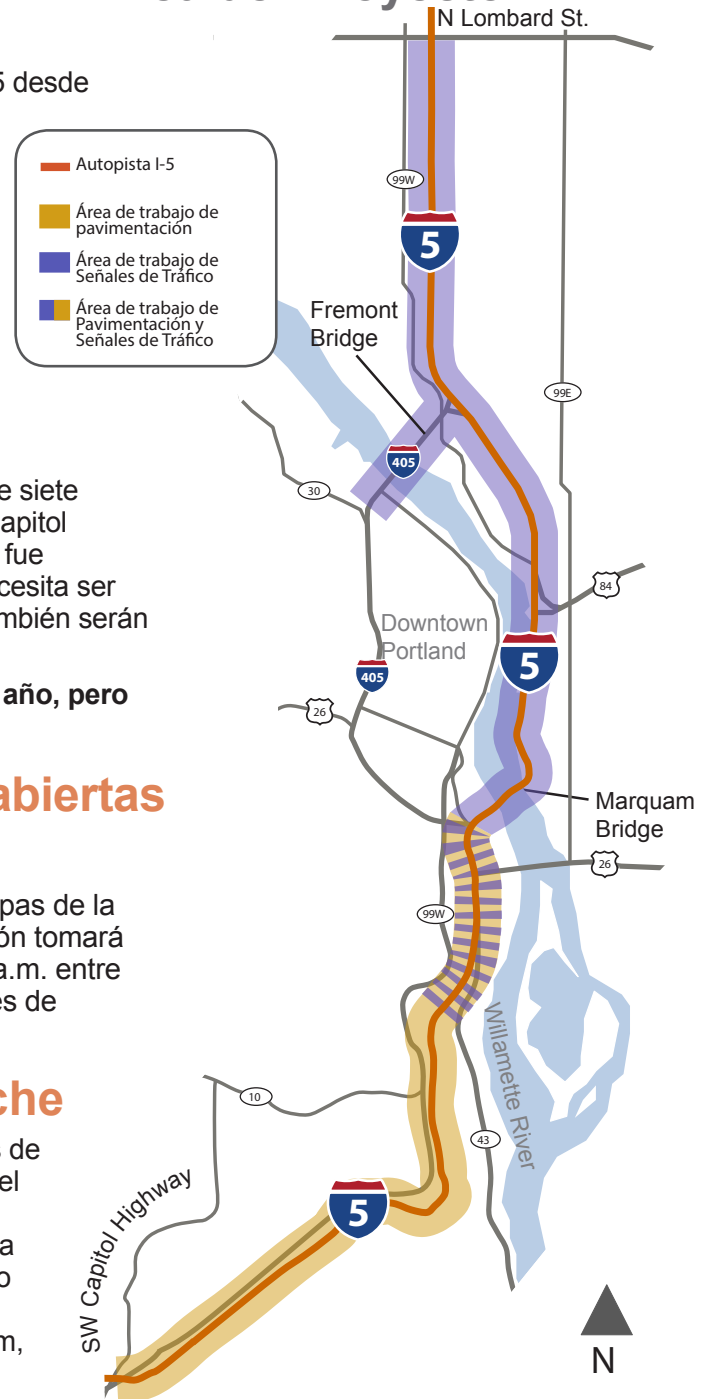 5 desde
e siete
apitol
fue
cesita ser
ambién serán
año, pero
abiertas
pas de la
ón tomará
a.m. entre
es de
che
de
el
a
o
m,
N Lombard St.
Autopista I-5
Área de trabajo de
pavimentación
Área de trabajo de
Señales de Tráfico
Área de trabajo de
Pavimentación y
Señales de Tráfico
99W
5
Fremont
Bridge
99E
405
30
84
Downtown
Portland
5
405
26
Marquam
Bridge
26
99W
Willamette River
10
43
5
SW Capitol Highway
N